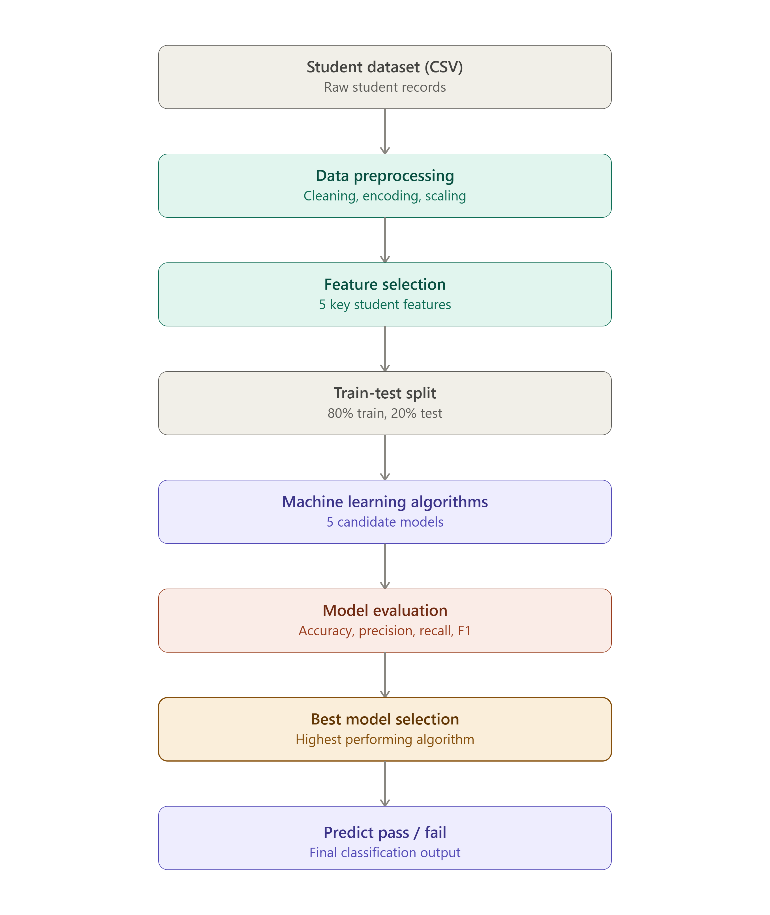 Student dataset (CSV)
Raw student records
Data preprocessing
Cleaning, encoding, scaling
Feature selection
5 key student features
Train-test split
80% train, 20% test
Machine learning algorithms
5 candidate models
Model evaluation
Accuracy, precision, recall, F1
Best model selection
Highest performing algorithm
Predict pass / fail
Final classification output